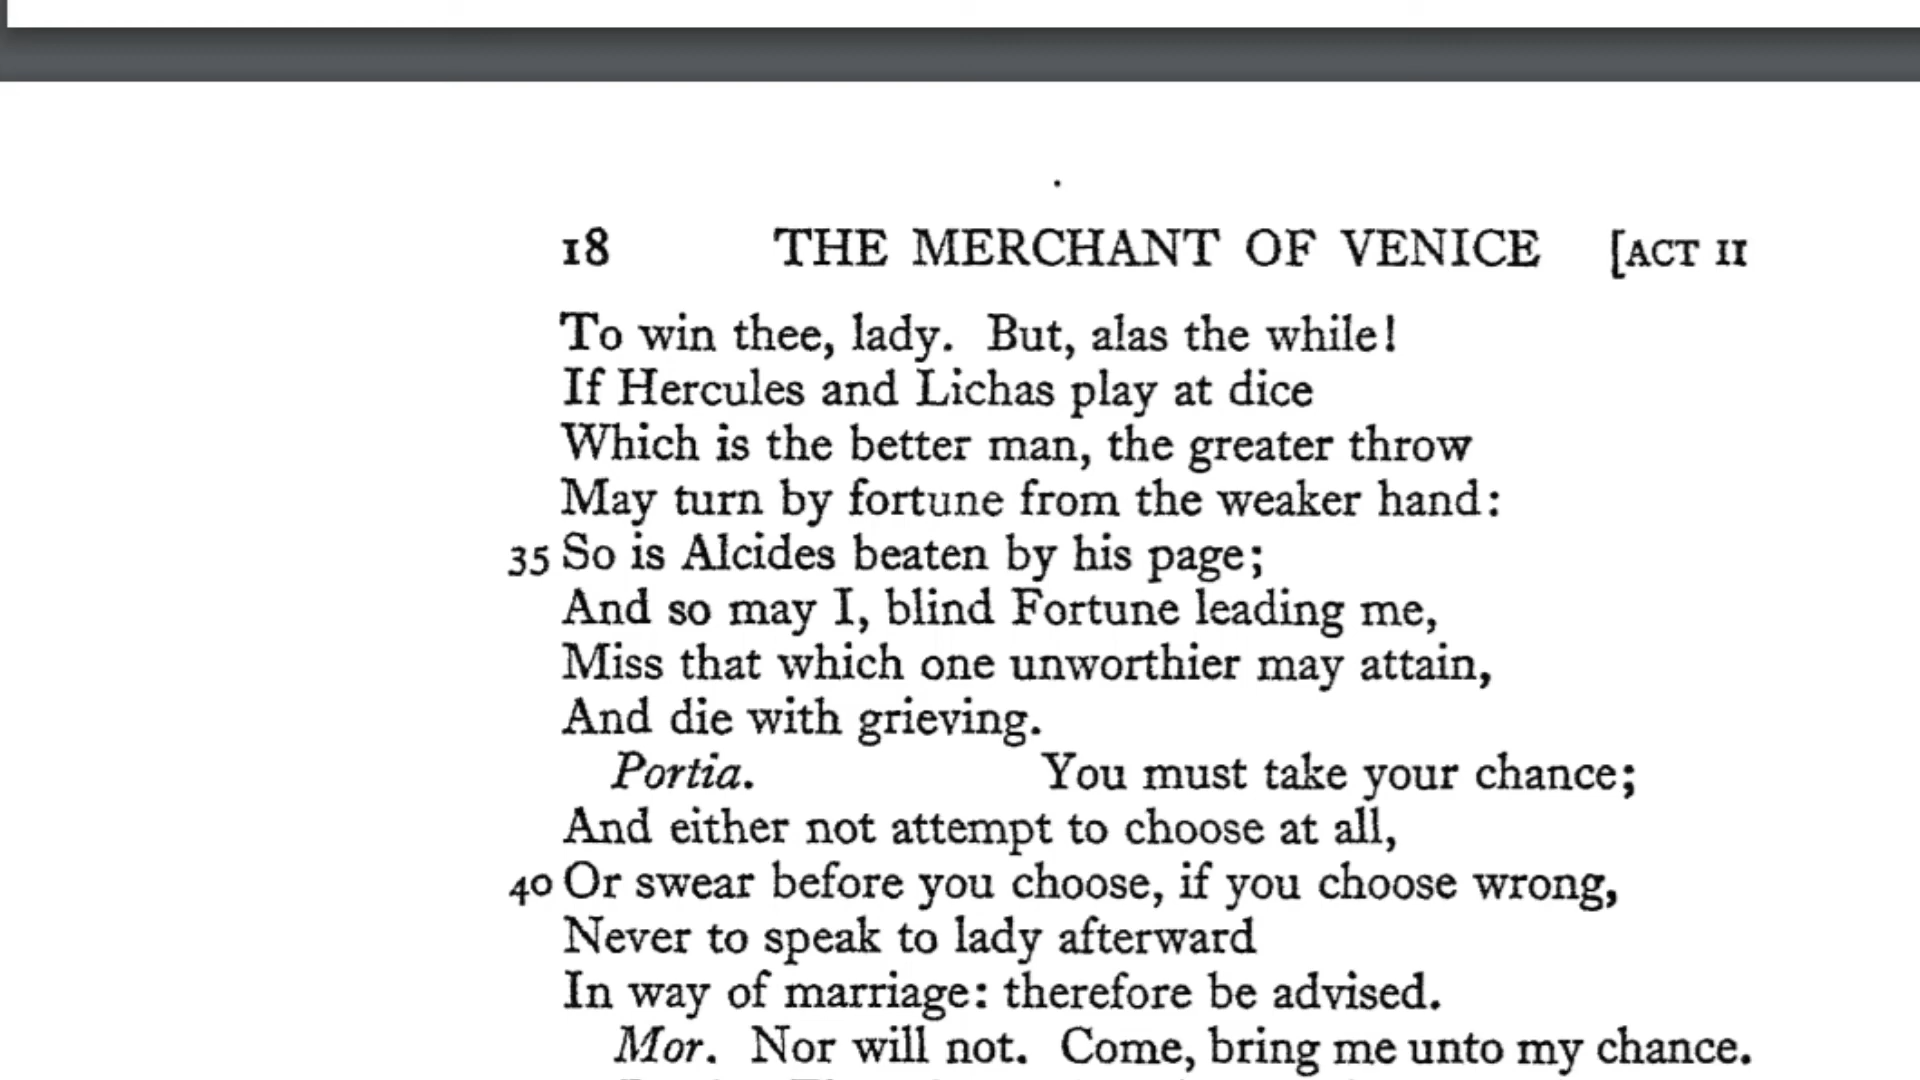 18 THE MERCHANT OF VENICE [ACT II
To win thee, lady. But, alas the while!
If Hercules and Lichas play at dice
Which is the better man, the greater throw
May turn by fortune from the weaker hand:
35 So is Alcides beaten by his page;
And so may I, blind Fortune leading me,
Miss that which one unworthier may attain,
And die with grieving.
Portia. You must take your chance;
And either not attempt to choose at all,
40 Or swear before you choose, if you choose wrong,
Never to speak to lady afterward
In way of marriage: therefore be advised.
Mor. Nor will not. Come, bring me unto my chance.